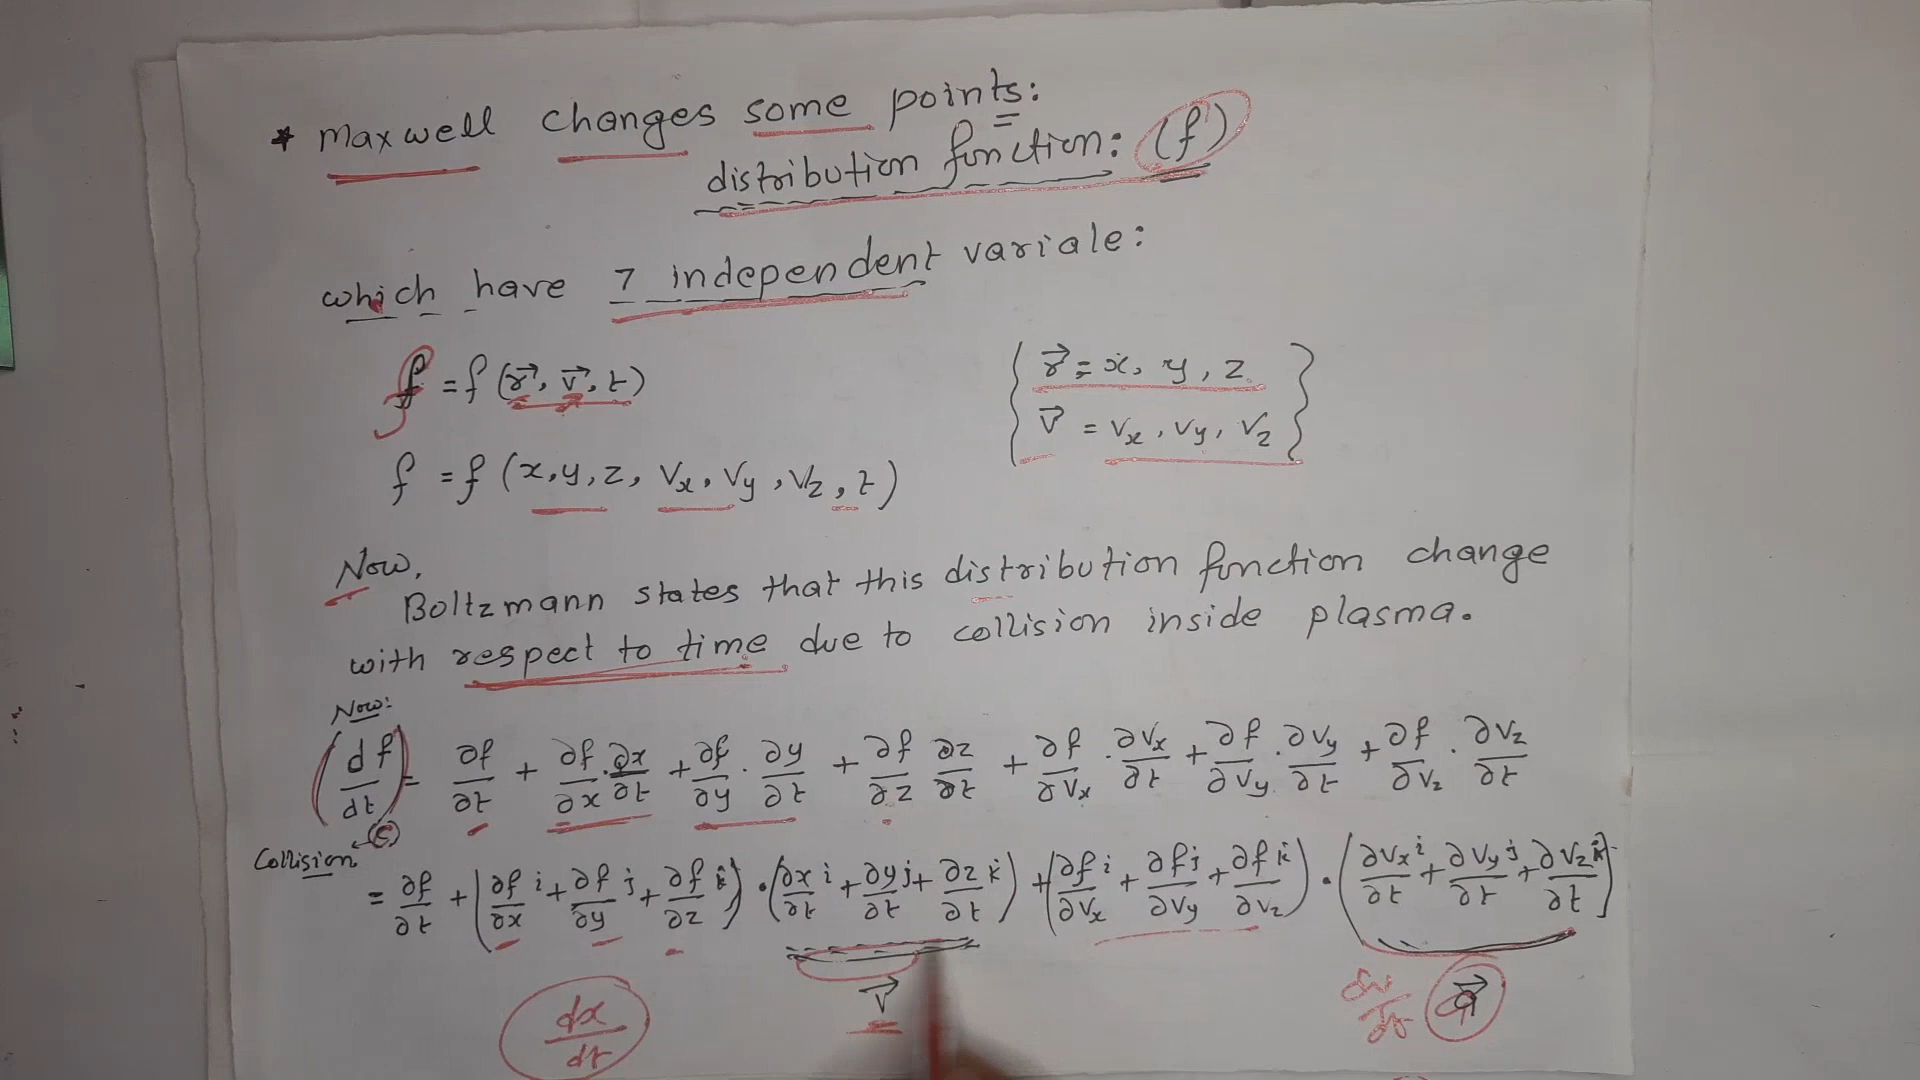 * Maxwell changes some points:
distribution function: (f)
which have 7 independent variale:
f = f (r⃗, v⃗, t)
{ r⃗ = x, y, z
v⃗ = Vx, Vy, Vz }
f = f (x, y, z, Vx, Vy, Vz, t)
Now,
Boltzmann states that this distribution function change
with respect to time due to collision inside plasma.
Now:
(df/dt)c = ∂f/∂t + ∂f/∂x · ∂x/∂t + ∂f/∂y · ∂y/∂t + ∂f/∂z ∂z/∂t + ∂f/∂Vx · ∂Vx/∂t + ∂f/∂Vy · ∂Vy/∂t + ∂f/∂Vz · ∂Vz/∂t
Collision
= ∂f/∂t + (∂f/∂x i + ∂f/∂y j + ∂f/∂z k) · (∂x/∂t i + ∂y/∂t j + ∂z/∂t k) + (∂f/∂Vx i + ∂f/∂Vy j + ∂f/∂Vz k) · (∂Vx/∂t i + ∂Vy/∂t j + ∂Vz/∂t k)
dx/dt
v⃗
dv/dt a⃗